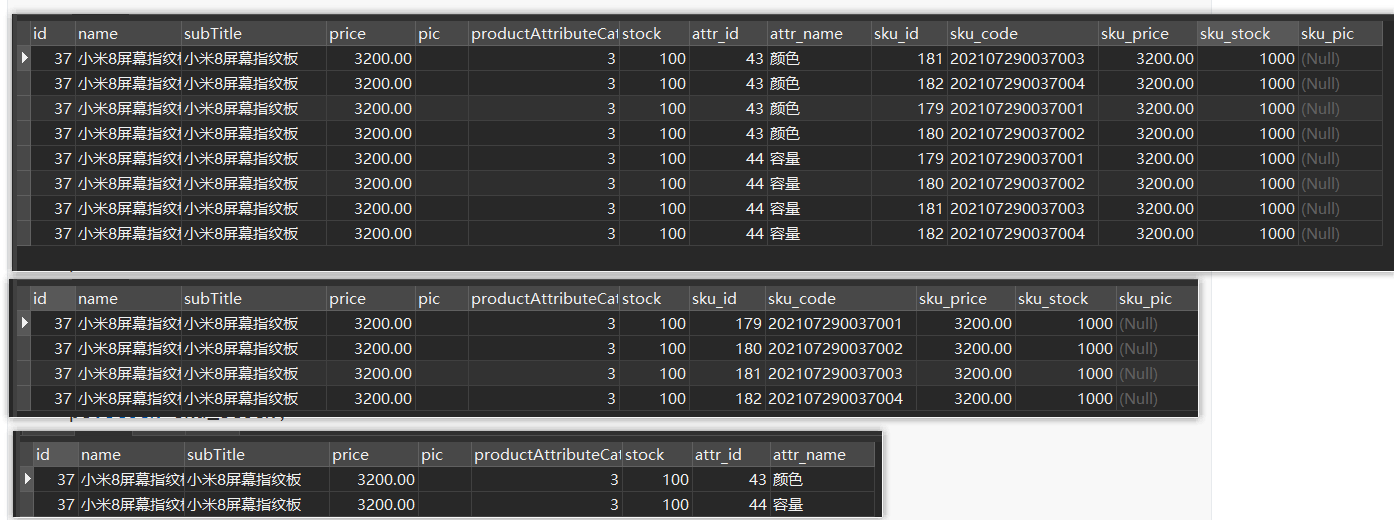 id name subTitle price pic productAttributeCat stock attr_id attr_name sku_id sku_code sku_price sku_stock sku_pic
37 小米8屏幕指纹 小米8屏幕指纹板 3200.00 3 100 43 颜色 181 202107290037003 3200.00 1000 (Null)
37 小米8屏幕指纹 小米8屏幕指纹板 3200.00 3 100 43 颜色 182 202107290037004 3200.00 1000 (Null)
37 小米8屏幕指纹 小米8屏幕指纹板 3200.00 3 100 43 颜色 179 202107290037001 3200.00 1000 (Null)
37 小米8屏幕指纹 小米8屏幕指纹板 3200.00 3 100 43 颜色 180 202107290037002 3200.00 1000 (Null)
37 小米8屏幕指纹 小米8屏幕指纹板 3200.00 3 100 44 容量 179 202107290037001 3200.00 1000 (Null)
37 小米8屏幕指纹 小米8屏幕指纹板 3200.00 3 100 44 容量 180 202107290037002 3200.00 1000 (Null)
37 小米8屏幕指纹 小米8屏幕指纹板 3200.00 3 100 44 容量 181 202107290037003 3200.00 1000 (Null)
37 小米8屏幕指纹 小米8屏幕指纹板 3200.00 3 100 44 容量 182 202107290037004 3200.00 1000 (Null)
id name subTitle price pic productAttributeCat stock sku_id sku_code sku_price sku_stock sku_pic
37 小米8屏幕指纹 小米8屏幕指纹板 3200.00 3 100 179 202107290037001 3200.00 1000 (Null)
37 小米8屏幕指纹 小米8屏幕指纹板 3200.00 3 100 180 202107290037002 3200.00 1000 (Null)
37 小米8屏幕指纹 小米8屏幕指纹板 3200.00 3 100 181 202107290037003 3200.00 1000 (Null)
37 小米8屏幕指纹 小米8屏幕指纹板 3200.00 3 100 182 202107290037004 3200.00 1000 (Null)
id name subTitle price pic productAttributeCat stock attr_id attr_name
37 小米8屏幕指纹 小米8屏幕指纹板 3200.00 3 100 43 颜色
37 小米8屏幕指纹 小米8屏幕指纹板 3200.00 3 100 44 容量